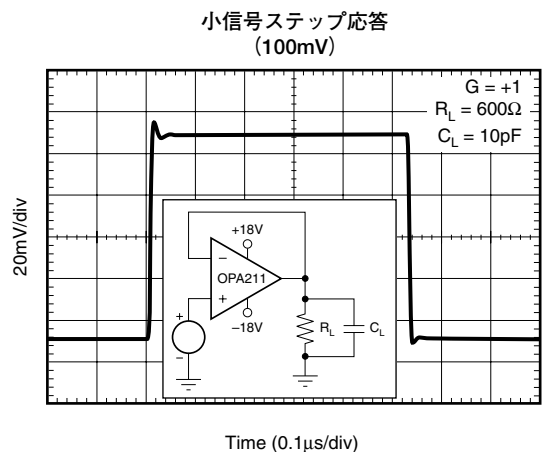 小信号ステップ応答
（100mV）
G = +1
R_L = 600Ω
C_L = 10pF
20mV/div
+18V
−
OPA211
+
−18V
+
−
R_L
C_L
Time (0.1μs/div)